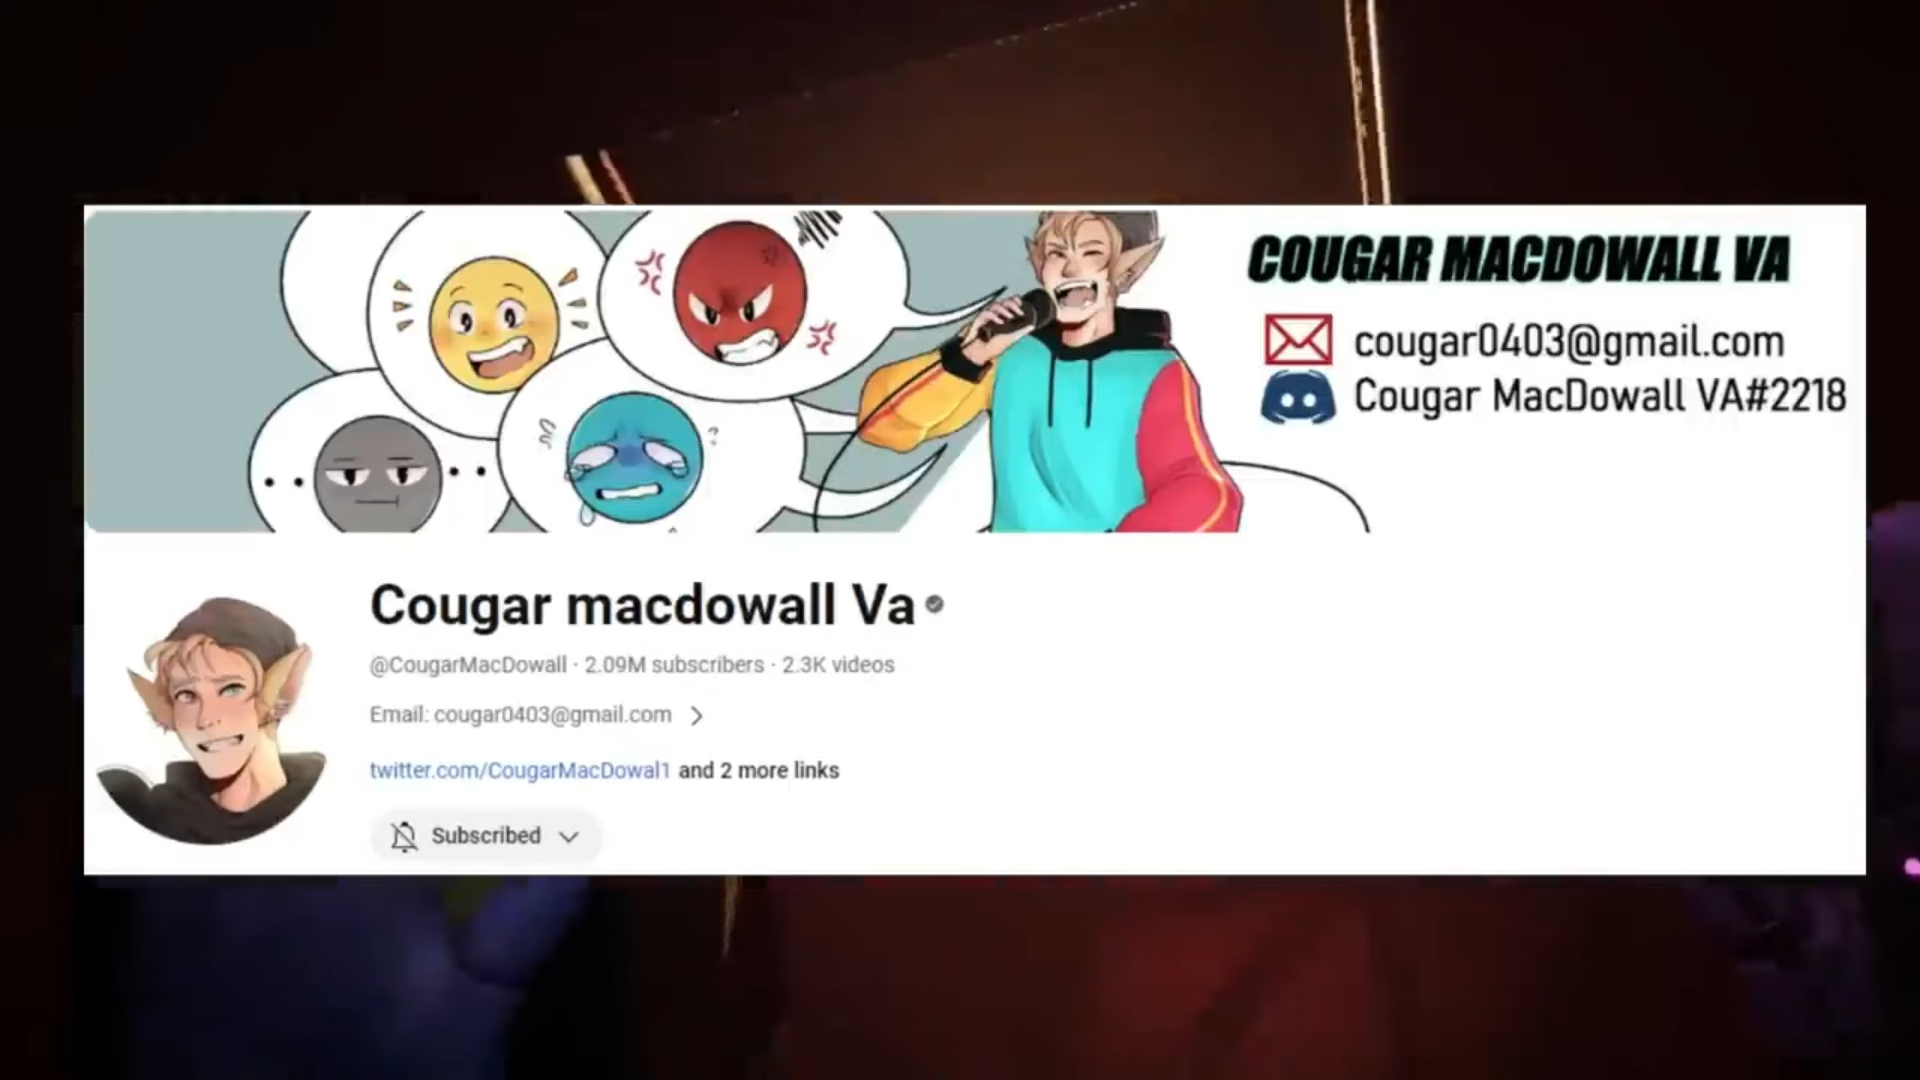 COUGAR MACDOWALL VA
cougar0403@gmail.com
Cougar MacDowall VA#2218
Cougar macdowall Va
@CougarMacDowall · 2.09M subscribers · 2.3K videos
Email: cougar0403@gmail.com
twitter.com/CougarMacDowal1 and 2 more links
Subscribed